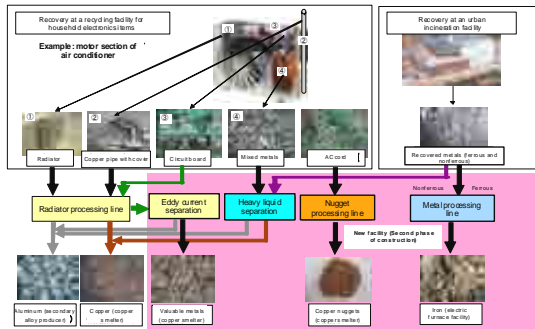 Recovery at a recycling facility for
household electronics items
Example: motor section of
air conditioner
③
①
②
④
Recovery at an urban
incineration facility
①
②
③
④
Radiator
Copper pipe with cover
Circuit board
Mixed metals
AC cord
Recovered metals (ferrous and
nonferrous)
Nonferrous
Ferrous
Radiator processing line
Eddy current
separation
Heavy liquid
separation
Nugget
processing line
Metal processing
line
New facility (Second phase
of construction)
Aluminum (secondary
alloy producer)
Copper (copper
smelter)
Valuable metals
(copper smelter)
Copper nuggets
(copper smelter)
Iron (electric
furnace facility)